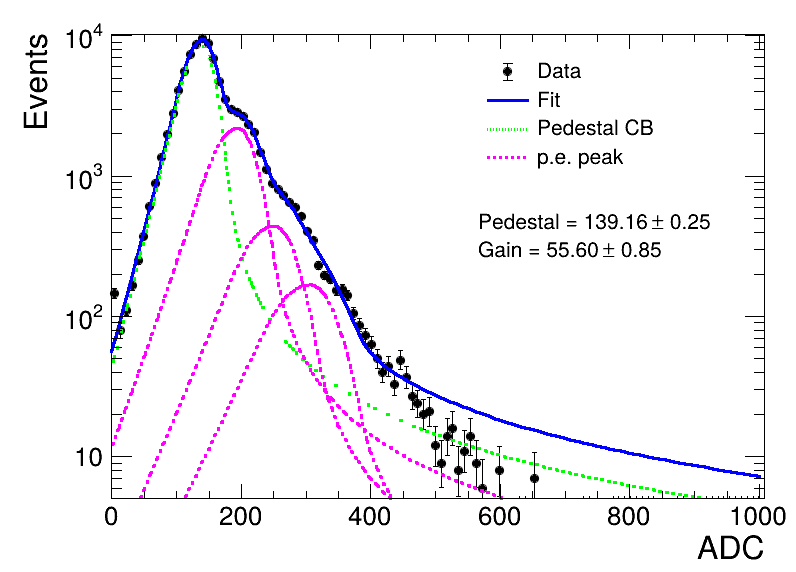 Events
10^4
10^3
10^2
10
Data
Fit
Pedestal CB
p.e. peak
Pedestal = 139.16 ± 0.25
Gain = 55.60 ± 0.85
0 200 400 600 800 1000
ADC